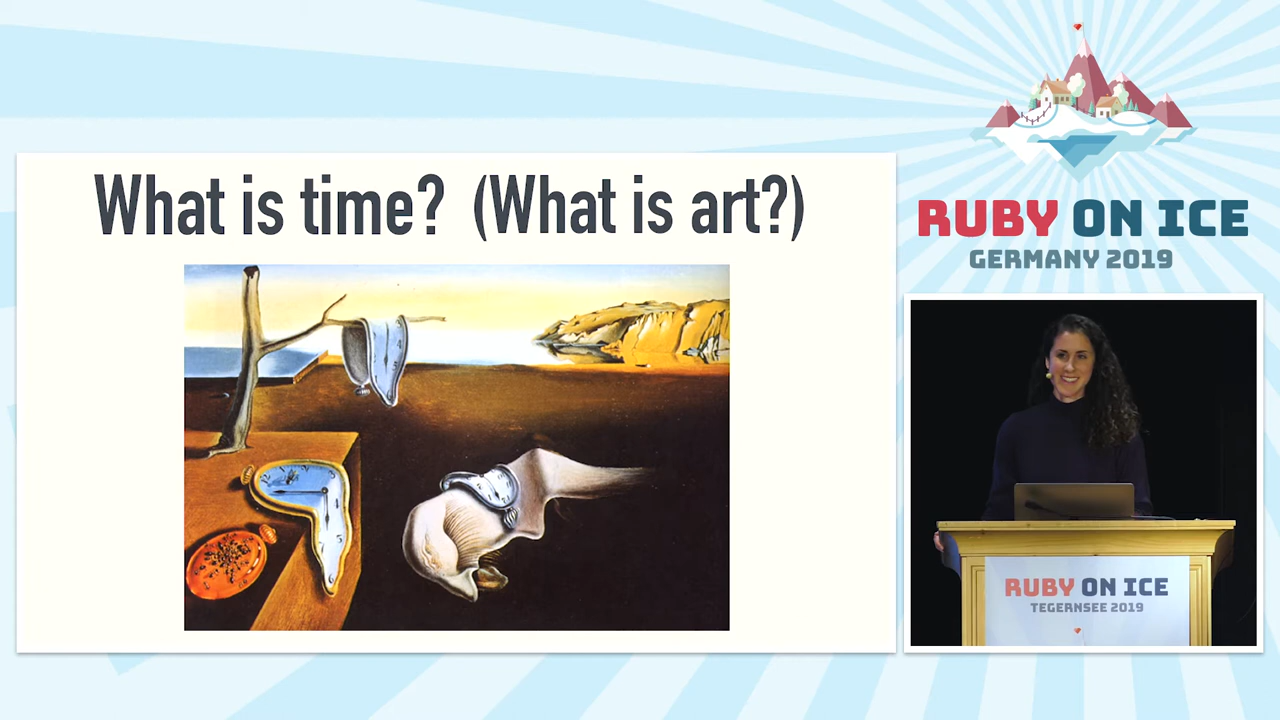 What is time? (What is art?)
RUBY ON ICE
GERMANY 2019
RUBY ON ICE
TEGERNSEE 2019